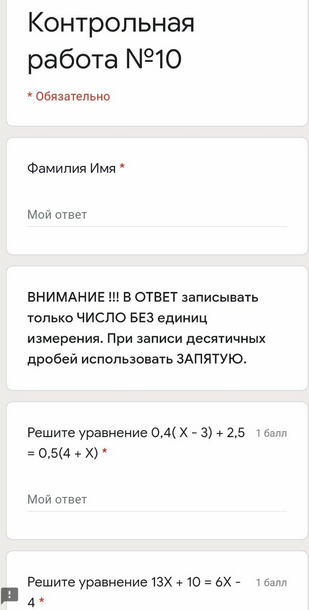 Контрольная
работа №10
* Обязательно
Фамилия Имя *
Мой ответ
ВНИМАНИЕ !!! В ОТВЕТ записывать
только ЧИСЛО БЕЗ единиц
измерения. При записи десятичных
дробей использовать ЗАПЯТУЮ.
Решите уравнение 0,4( X - 3) + 2,5 1 балл
= 0,5(4 + X) *
Мой ответ
Решите уравнение 13X + 10 = 6X - 1 балл
4 *